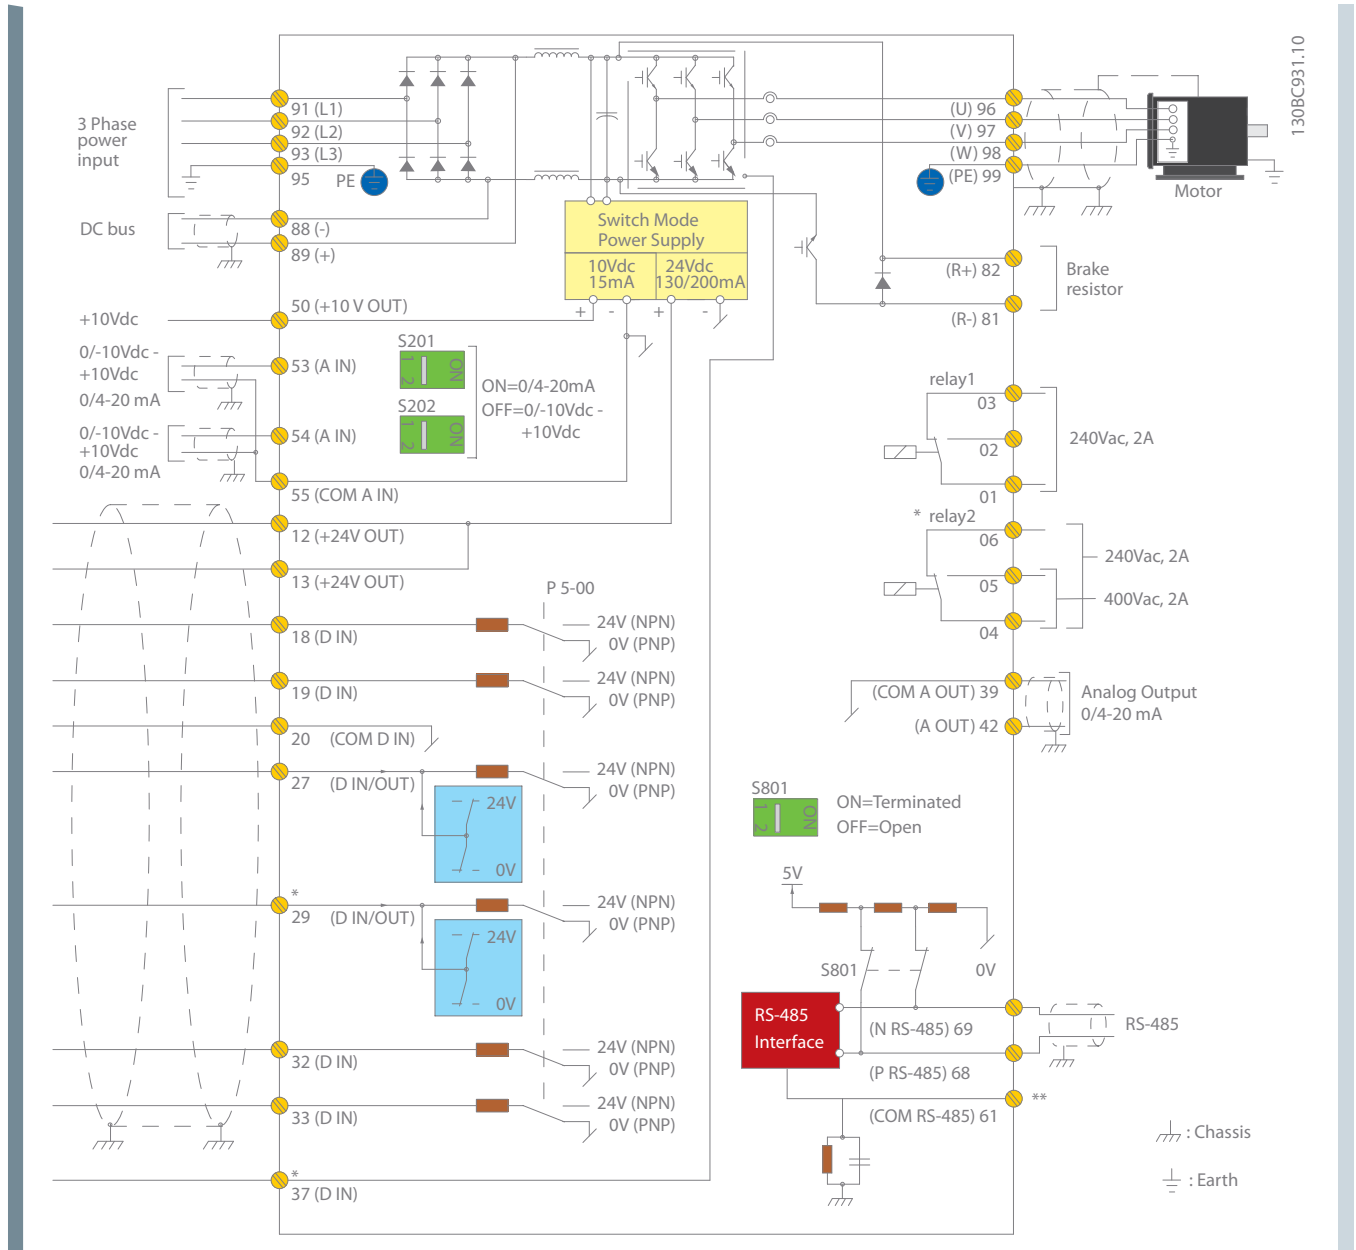 130BC931.10
3 Phase
power
input
91 (L1)
92 (L2)
93 (L3)
95
PE
DC bus
88 (-)
89 (+)
+10Vdc
50 (+10 V OUT)
0/-10Vdc -
+10Vdc
0/4-20 mA
53 (A IN)
0/-10Vdc -
+10Vdc
0/4-20 mA
54 (A IN)
55 (COM A IN)
12 (+24V OUT)
13 (+24V OUT)
18 (D IN)
19 (D IN)
20 (COM D IN)
27 (D IN/OUT)
24V
0V
*
29 (D IN/OUT)
24V
0V
32 (D IN)
33 (D IN)
*
37 (D IN)
S201
1
2
ON
S202
1
2
ON
ON=0/4-20mA
OFF=0/-10Vdc -
+10Vdc
P 5-00
24V (NPN)
0V (PNP)
24V (NPN)
0V (PNP)
24V (NPN)
0V (PNP)
24V (NPN)
0V (PNP)
24V (NPN)
0V (PNP)
24V (NPN)
0V (PNP)
Switch Mode
Power Supply
10Vdc
15mA
24Vdc
130/200mA
+ - + -
(U) 96
(V) 97
(W) 98
(PE) 99
Motor
(R+) 82
(R-) 81
Brake
resistor
relay1
03
02
01
240Vac, 2A
* relay2
06
05
04
240Vac, 2A
400Vac, 2A
(COM A OUT) 39
(A OUT) 42
Analog Output
0/4-20 mA
S801
1
2
ON
ON=Terminated
OFF=Open
5V
S801
0V
RS-485
Interface
(N RS-485) 69
(P RS-485) 68
(COM RS-485) 61
**
RS-485
: Chassis
: Earth